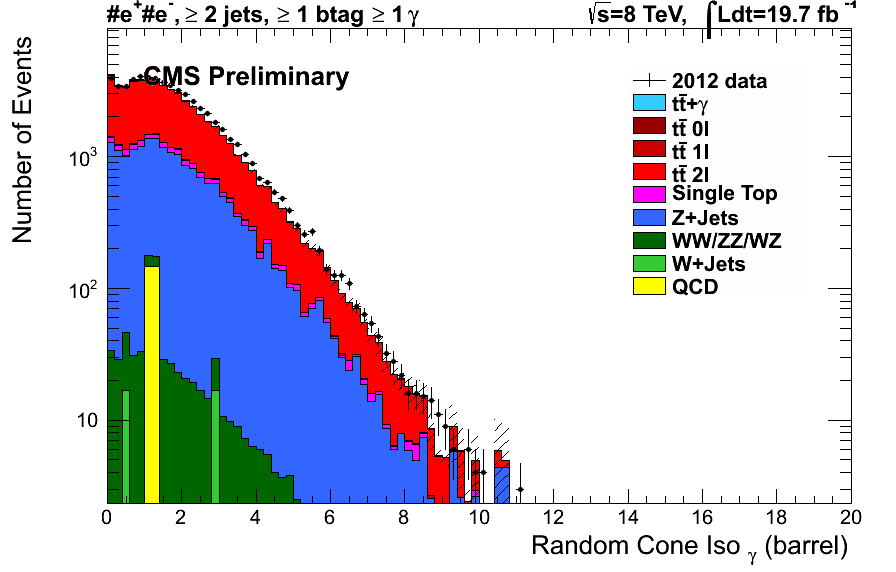 #e⁺#e⁻, ≥ 2 jets, ≥ 1 btag ≥ 1 γ
√s=8 TeV, ∫Ldt=19.7 fb⁻¹
CMS Preliminary
Number of Events
10³
10²
10
2012 data
tt̄+γ
tt̄ 0l
tt̄ 1l
tt̄ 2l
Single Top
Z+Jets
WW/ZZ/WZ
W+Jets
QCD
0 2 4 6 8 10 12 14 16 18 20
Random Cone Iso γ (barrel)